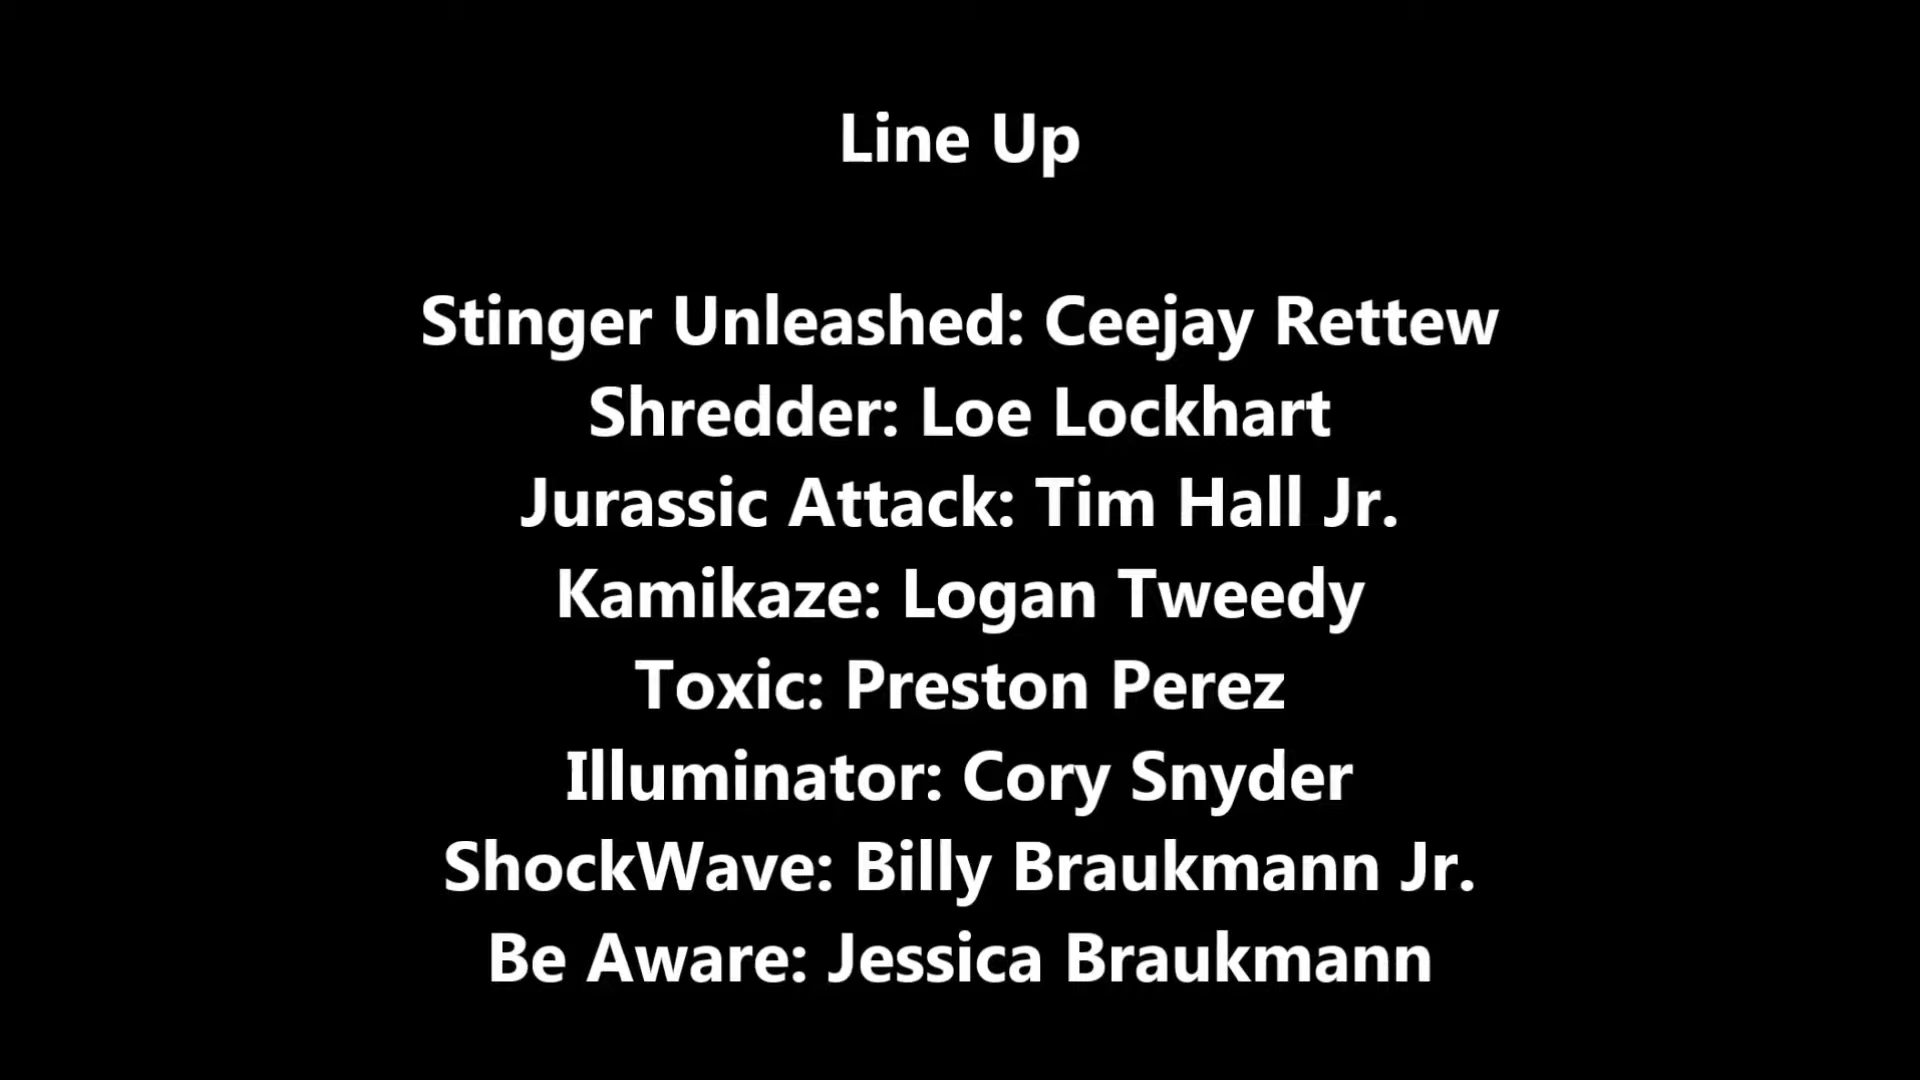 Line Up
Stinger Unleashed: Ceejay Rettew
Shredder: Loe Lockhart
Jurassic Attack: Tim Hall Jr.
Kamikaze: Logan Tweedy
Toxic: Preston Perez
Illuminator: Cory Snyder
ShockWave: Billy Braukmann Jr.
Be Aware: Jessica Braukmann